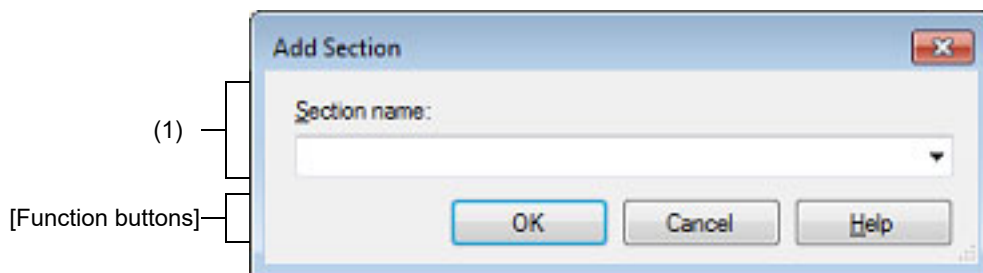 Add Section
(1)
Section name:
[Function buttons]
OK Cancel Help